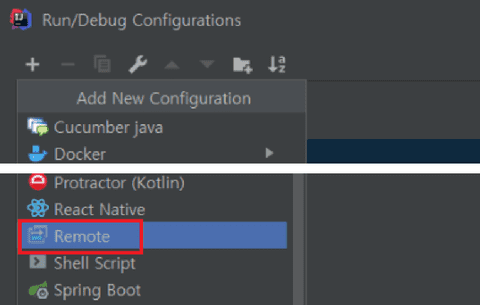 Run/Debug Configurations
Add New Configuration
Cucumber java
Docker
Protractor (Kotlin)
React Native
Remote
Shell Script
Spring Boot